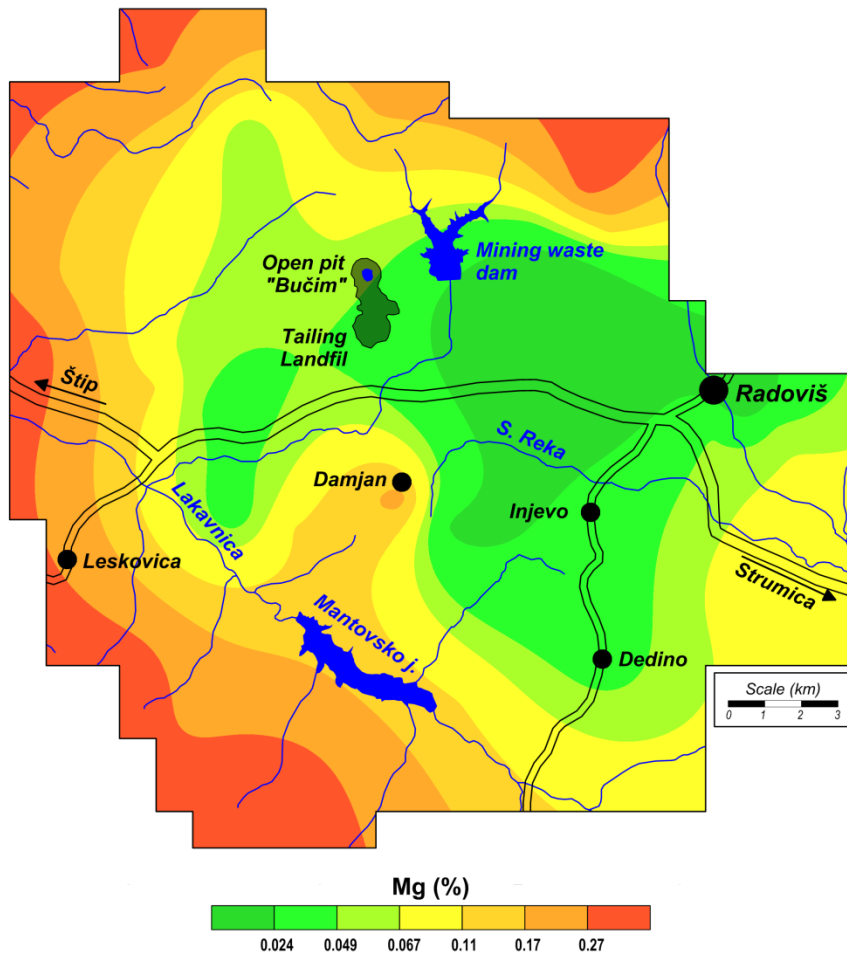 Open pit
"Bučim"
Mining waste
dam
Tailing
Landfil
Štip
Radoviš
S. Reka
Damjan
Lakavnica
Injevo
Leskovica
Strumica
Mantovsko j.
Dedino
Scale (km)
0 1 2 3
Mg (%)
0.024 0.049 0.067 0.11 0.17 0.27